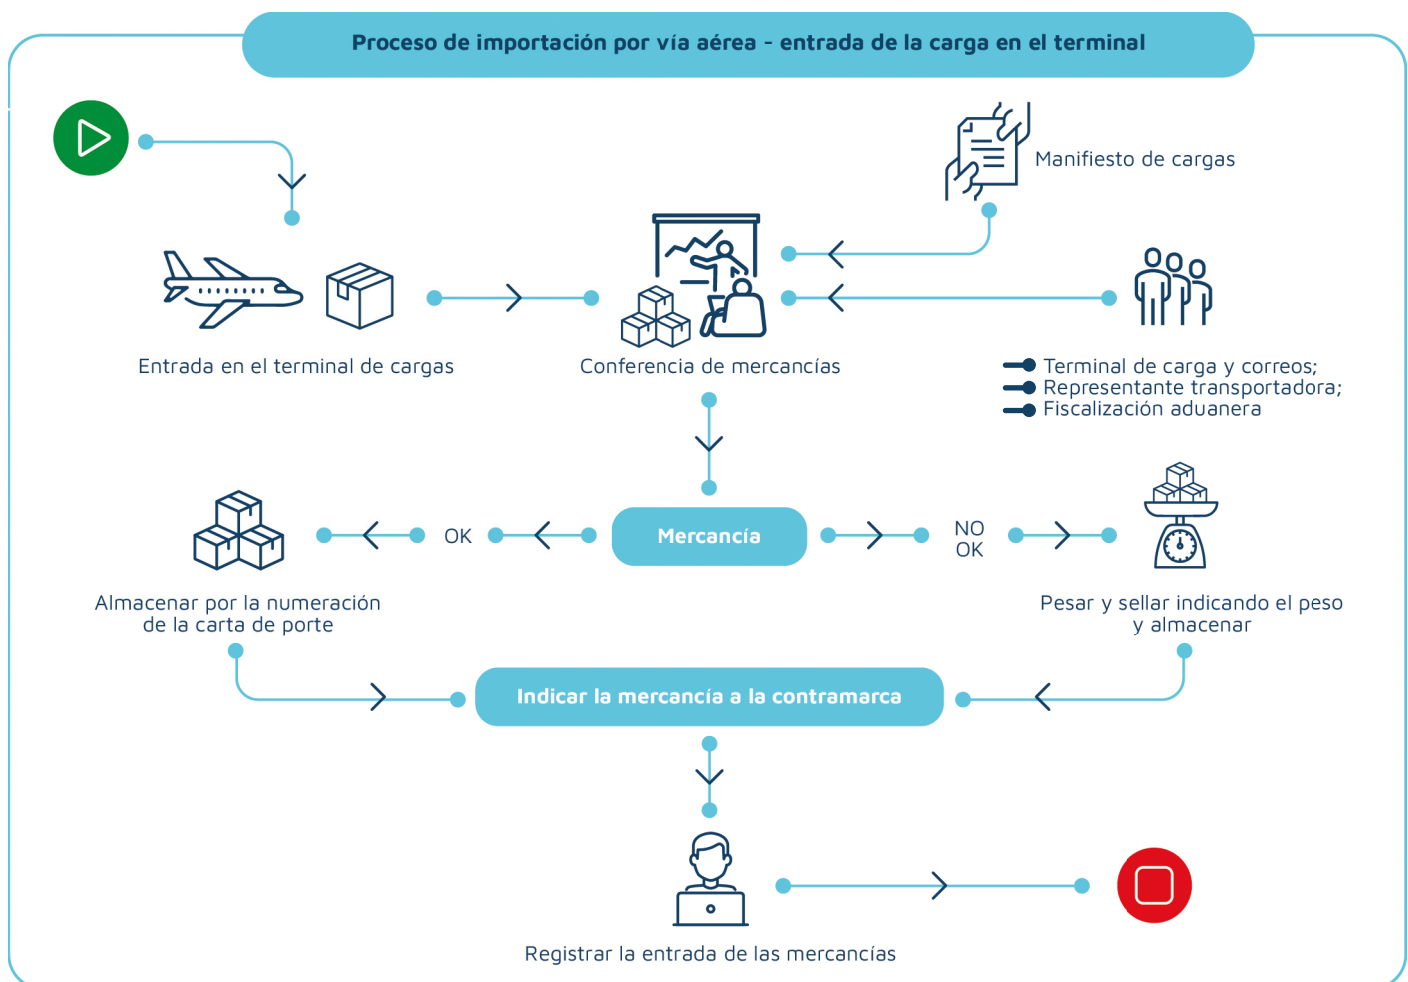 Proceso de importación por vía aérea - entrada de la carga en el terminal
Manifiesto de cargas
Entrada en el terminal de cargas
Conferencia de mercancías
Terminal de carga y correos;
Representante transportadora;
Fiscalización aduanera
OK
Mercancía
NO
OK
Almacenar por la numeración
de la carta de porte
Pesar y sellar indicando el peso
y almacenar
Indicar la mercancía a la contramarca
Registrar la entrada de las mercancías